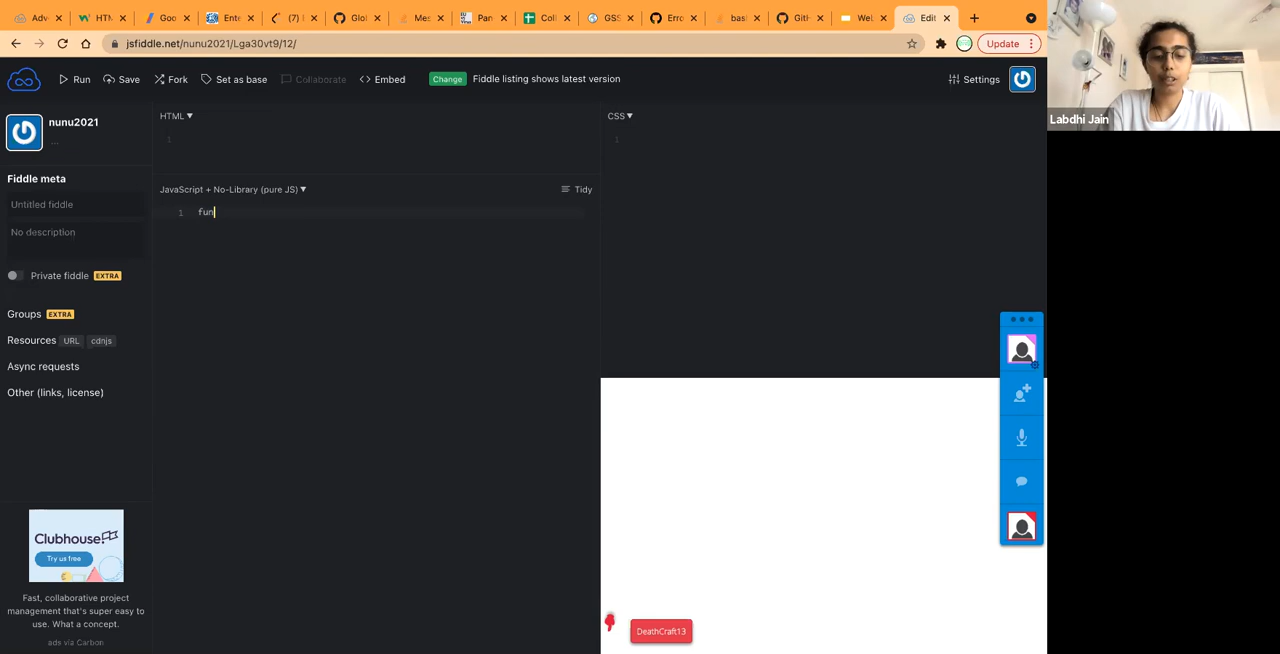 Adv
HTM
Goo
Ente
(7)
Glol
Mes
Pan
Coll
GSS
Erro
bas
GitH
Wel
Edit
jsfiddle.net/nunu2021/Lga30vt9/12/
Update
Run
Save
Fork
Set as base
Collaborate
Embed
Change
Fiddle listing shows latest version
Settings
Labdhi Jain
nunu2021
...
HTML
1
CSS
1
Fiddle meta
Untitled fiddle
No description
Private fiddle EXTRA
Groups EXTRA
Resources URL cdnjs
Async requests
Other (links, license)
JavaScript + No-Library (pure JS)
Tidy
1 fun
Clubhouse
Try us free
Fast, collaborative project
management that's super easy to
use. What a concept.
ads via Carbon
DeathCraft13